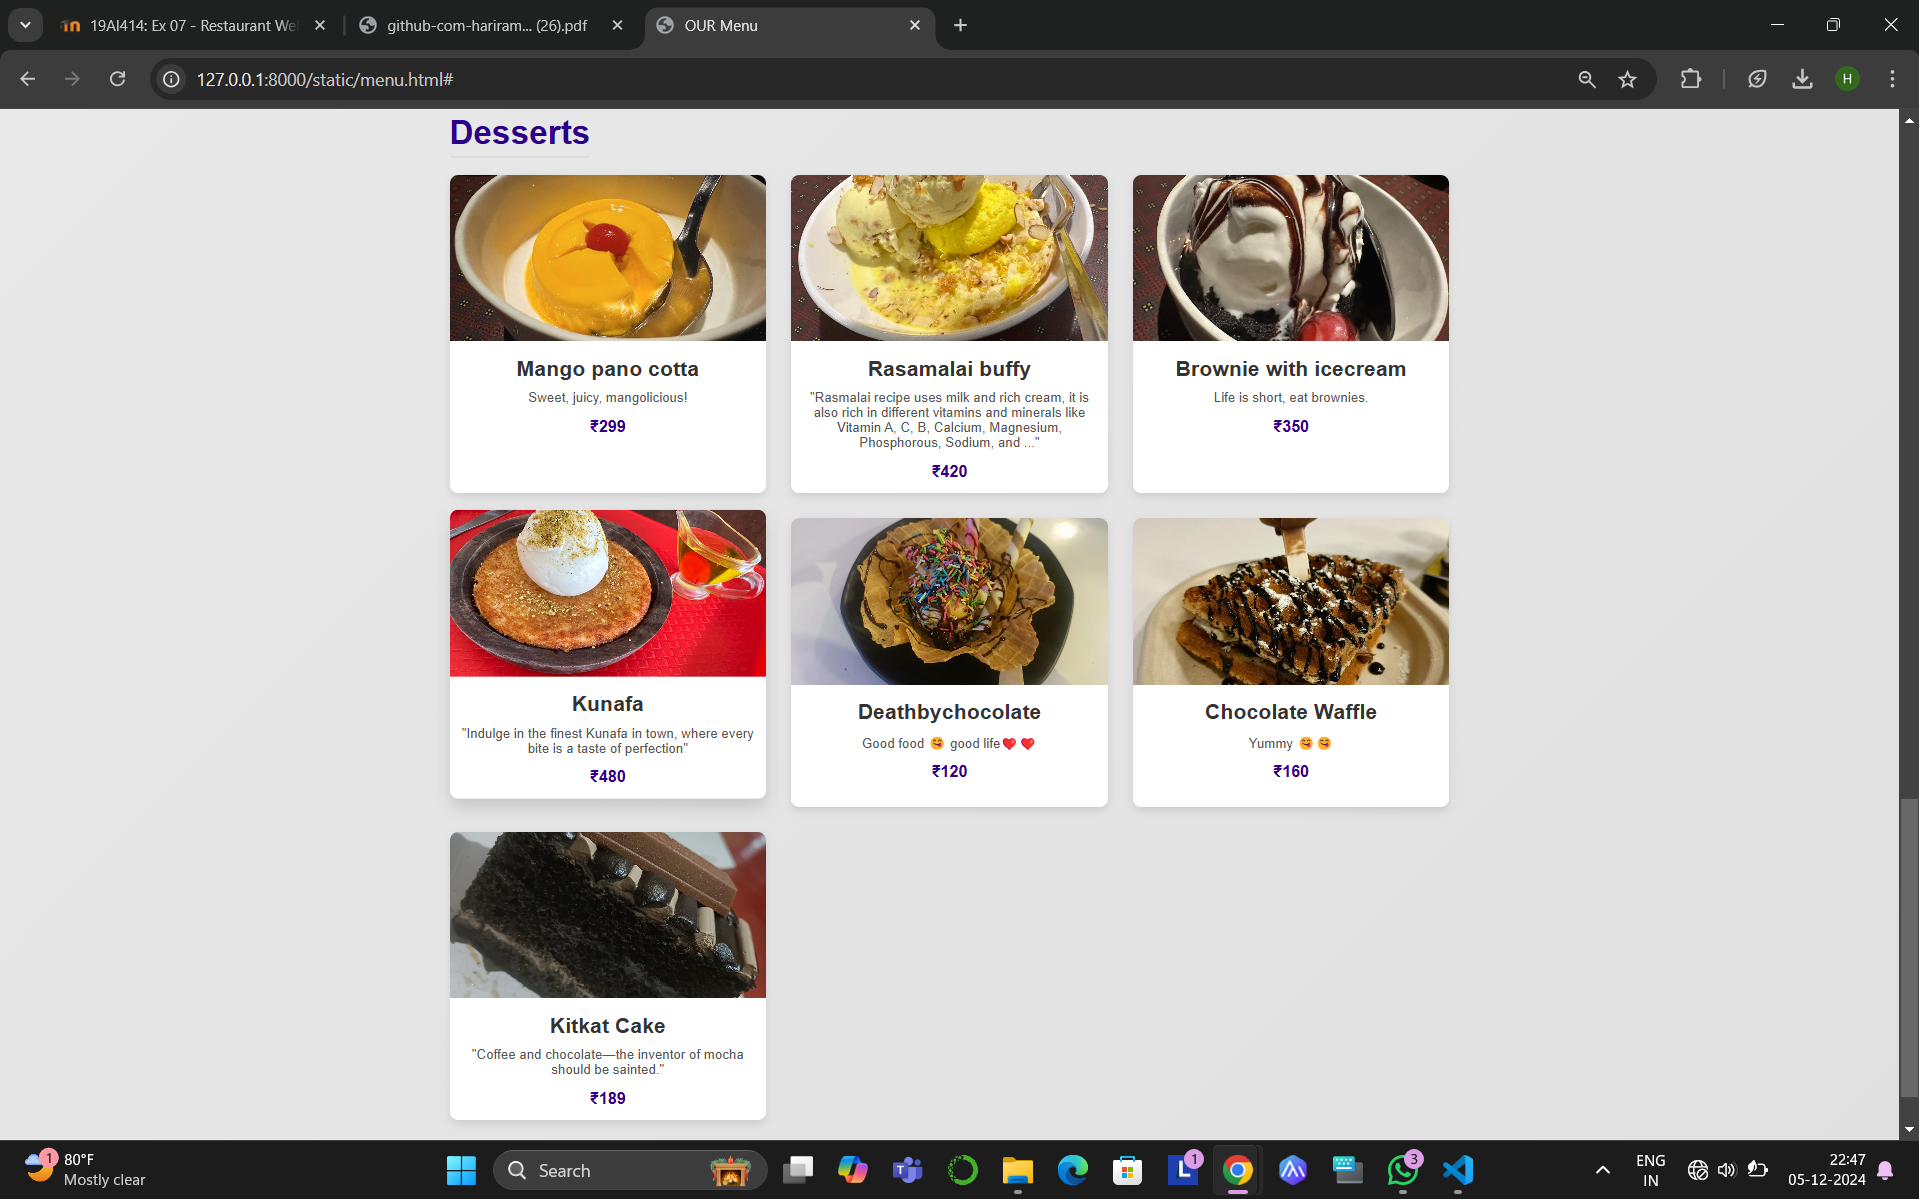 19AI414: Ex 07 - Restaurant We
github-com-hariram... (26).pdf
OUR Menu
127.0.0.1:8000/static/menu.html#
H
Desserts
Mango pano cotta
Sweet, juicy, mangolicious!
₹299
Rasamalai buffy
"Rasmalai recipe uses milk and rich cream, it is
also rich in different vitamins and minerals like
Vitamin A, C, B, Calcium, Magnesium,
Phosphorous, Sodium, and ..."
₹420
Brownie with icecream
Life is short, eat brownies.
₹350
Kunafa
"Indulge in the finest Kunafa in town, where every
bite is a taste of perfection"
₹480
Deathbychocolate
Good food 😋 good life❤️ ❤️
₹120
Chocolate Waffle
Yummy 😋 😋
₹160
Kitkat Cake
"Coffee and chocolate—the inventor of mocha
should be sainted."
₹189
1
80°F
Mostly clear
Search
L
1
3
ENG
IN
22:47
05-12-2024